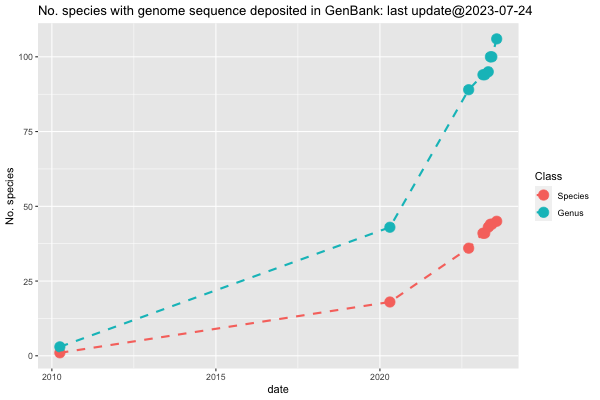 No. species with genome sequence deposited in GenBank: last update@2023-07-24
100
75
50
25
0
No. species
2010
2015
2020
date
Class
Species
Genus